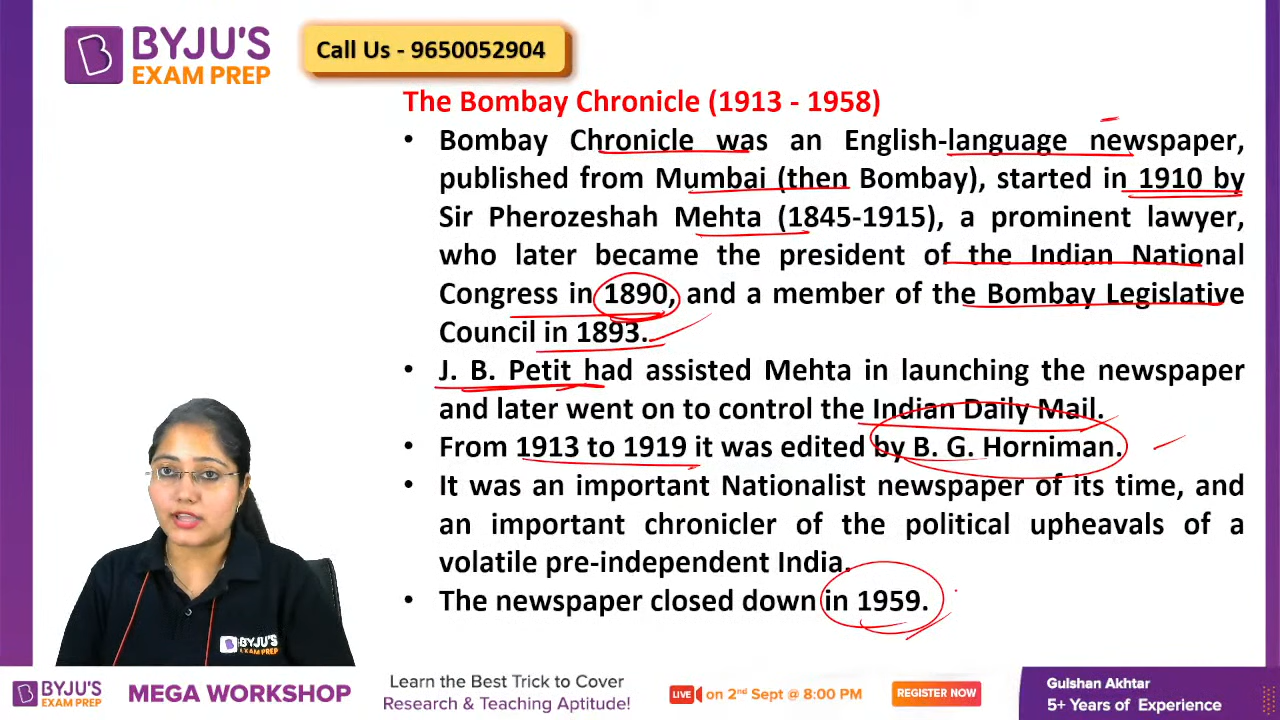 BYJU'S
EXAM PREP
Call Us - 9650052904
The Bombay Chronicle (1913 - 1958)
• Bombay Chronicle was an English-language newspaper,
published from Mumbai (then Bombay), started in 1910 by
Sir Pherozeshah Mehta (1845-1915), a prominent lawyer,
who later became the president of the Indian National
Congress in 1890, and a member of the Bombay Legislative
Council in 1893.
• J. B. Petit had assisted Mehta in launching the newspaper
and later went on to control the Indian Daily Mail.
• From 1913 to 1919 it was edited by B. G. Horniman.
• It was an important Nationalist newspaper of its time, and
an important chronicler of the political upheavals of a
volatile pre-independent India.
• The newspaper closed down in 1959.
BYJU'S
EXAM PREP
BYJU'S
EXAM PREP
MEGA WORKSHOP
Learn the Best Trick to Cover
Research & Teaching Aptitude!
LIVE on 2nd Sept @ 8:00 PM
REGISTER NOW
Gulshan Akhtar
5+ Years of Experience